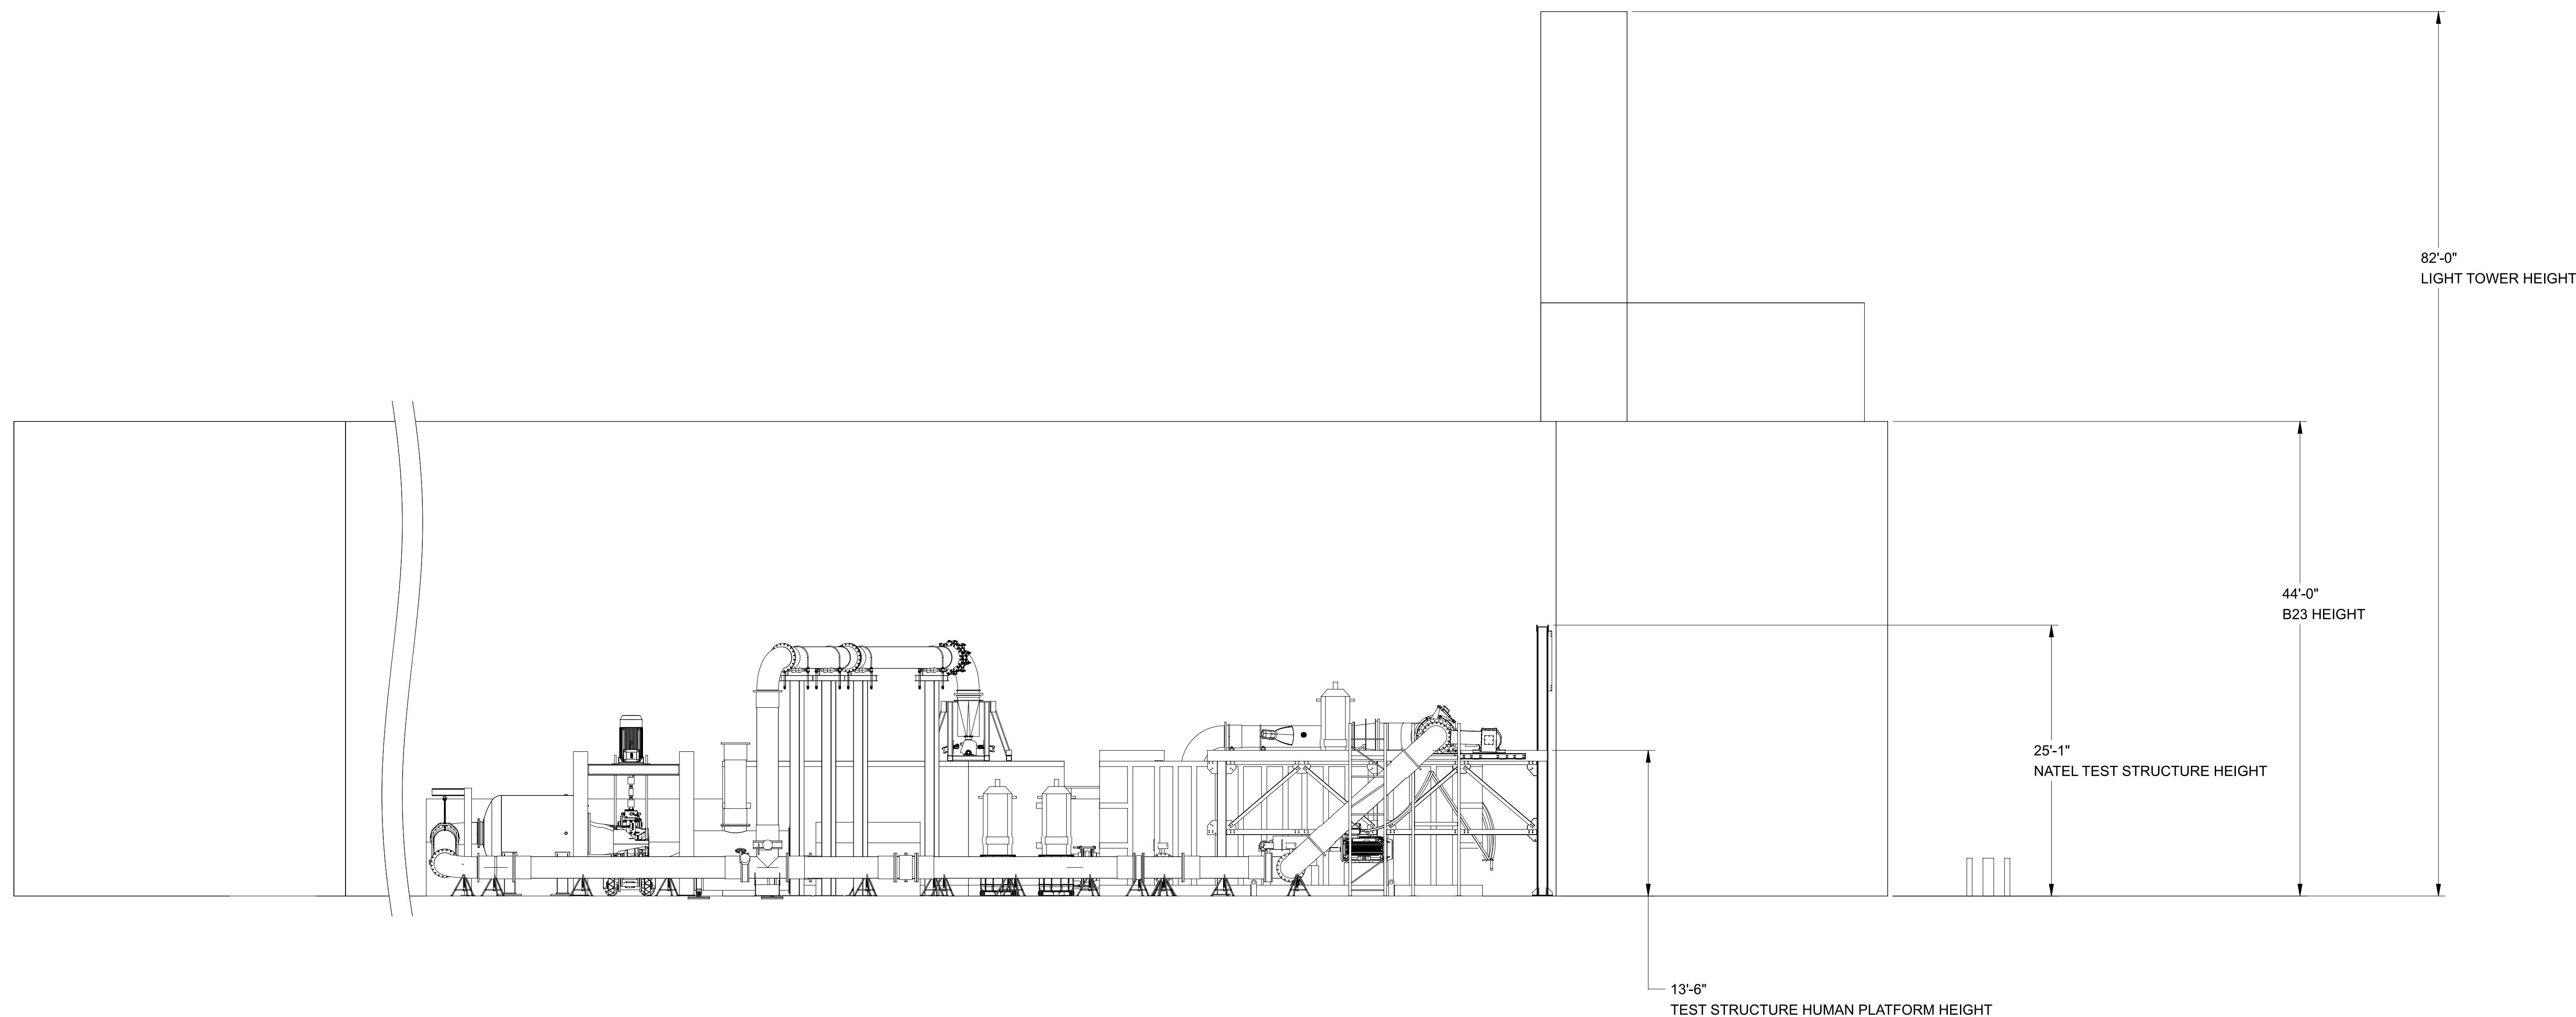 82'-0"
LIGHT TOWER HEIGHT
44'-0"
B23 HEIGHT
25'-1"
NATEL TEST STRUCTURE HEIGHT
13'-6"
TEST STRUCTURE HUMAN PLATFORM HEIGHT